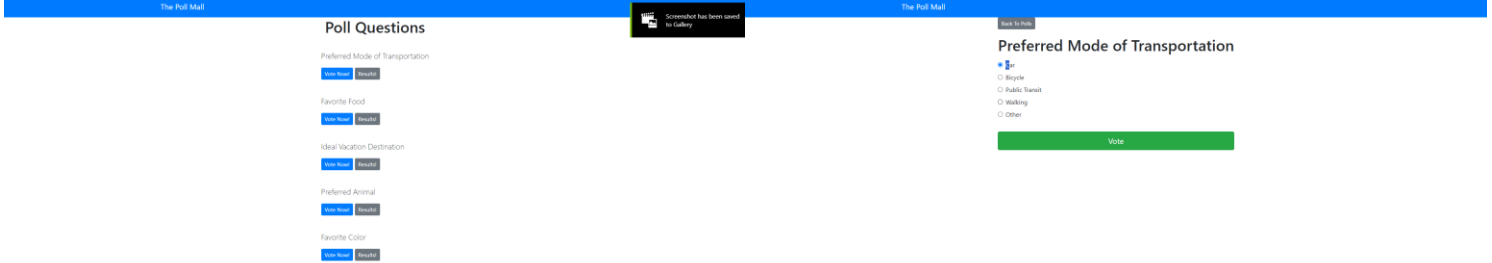 The Poll Mall
Poll Questions
Screenshot has been saved
to Gallery
Preferred Mode of Transportation
Vote Now! Results!
Favorite Food
Vote Now! Results!
Ideal Vacation Destination
Vote Now! Results!
Preferred Animal
Vote Now! Results!
Favorite Color
Vote Now! Results!
The Poll Mall
Back To Polls
Preferred Mode of Transportation
Car
Bicycle
Public Transit
Walking
Other
Vote